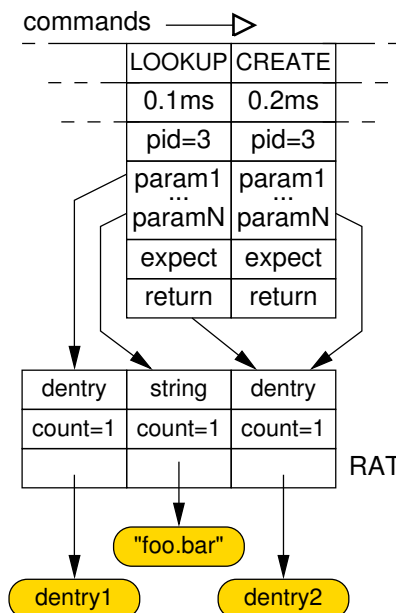 commands
LOOKUP CREATE
0.1ms 0.2ms
pid=3 pid=3
param1 param1
... ...
paramN paramN
expect expect
return return
dentry string dentry
count=1 count=1 count=1
RAT
"foo.bar"
dentry1 dentry2